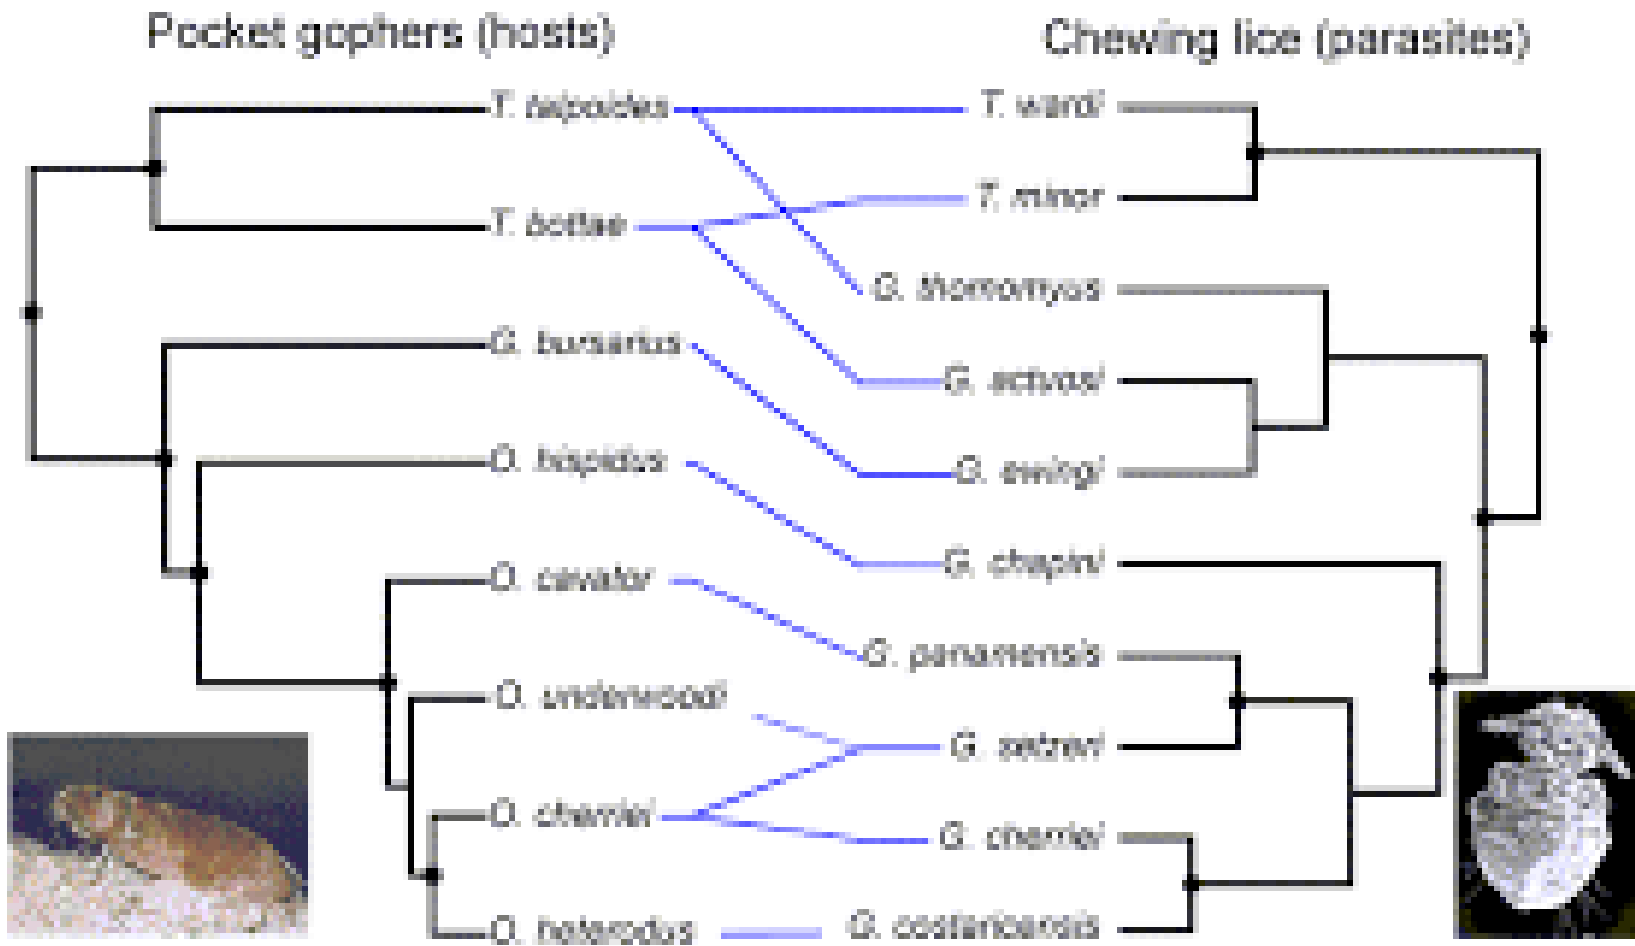 Pocket gophers (hosts)
Chewing lice (parasites)
T. talpoides
T. bottae
G. bursarius
O. hispidus
O. cavator
O. underwoodi
O. cherriei
O. heterodus
T. wardi
T. minor
G. thomomyus
G. actuosi
G. ewingi
G. chapini
G. panamensis
G. setzeri
G. cherriei
G. costaricensis